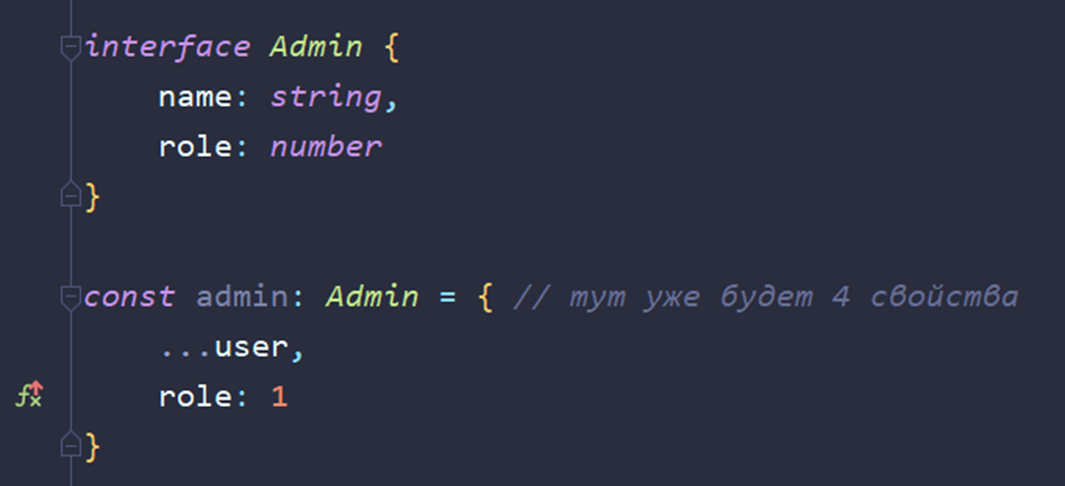 interface Admin {
    name: string,
    role: number
}
const admin: Admin = { // тут уже будет 4 свойства
    ...user,
    role: 1
}